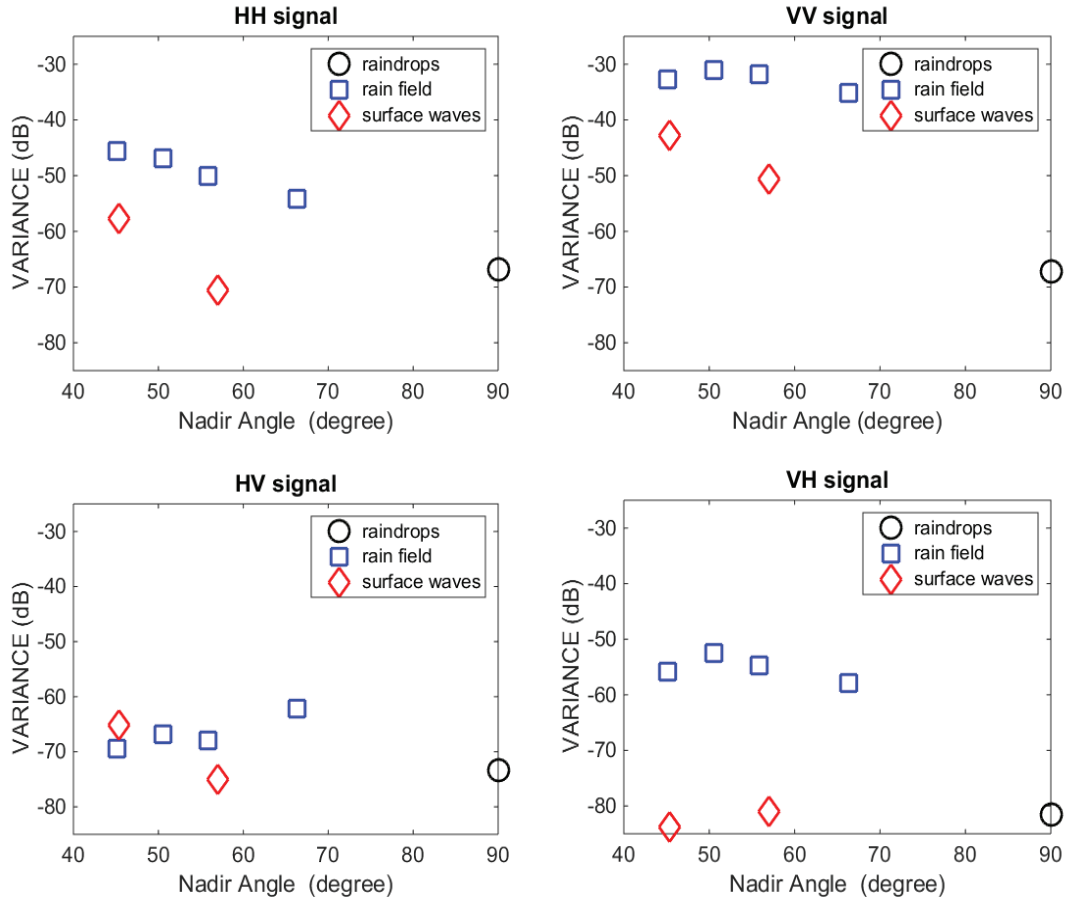 HH signal
-30
-40
-50
-60
-70
-80
VARIANCE (dB)
40 50 60 70 80 90
Nadir Angle (degree)
raindrops
rain field
surface waves
VV signal
-30
-40
-50
-60
-70
-80
VARIANCE (dB)
40 50 60 70 80 90
Nadir Angle (degree)
raindrops
rain field
surface waves
HV signal
-30
-40
-50
-60
-70
-80
VARIANCE (dB)
40 50 60 70 80 90
Nadir Angle (degree)
raindrops
rain field
surface waves
VH signal
-30
-40
-50
-60
-70
-80
VARIANCE (dB)
40 50 60 70 80 90
Nadir Angle (degree)
raindrops
rain field
surface waves